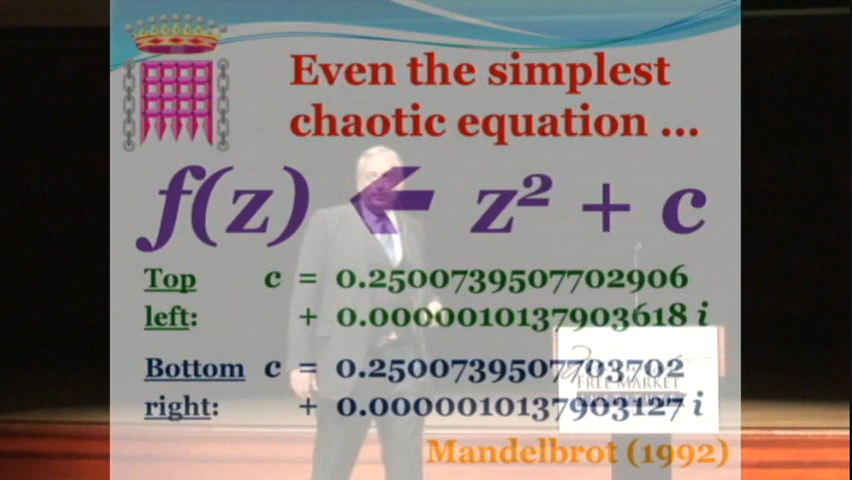 Even the simplest
chaotic equation ...
f(z) ← z² + c
Top c = 0.2500739507702906
left: + 0.0000010137903618 i
Bottom c = 0.2500739507703702
right: + 0.0000010137903127 i
FREE MARKET
Mandelbrot (1992)